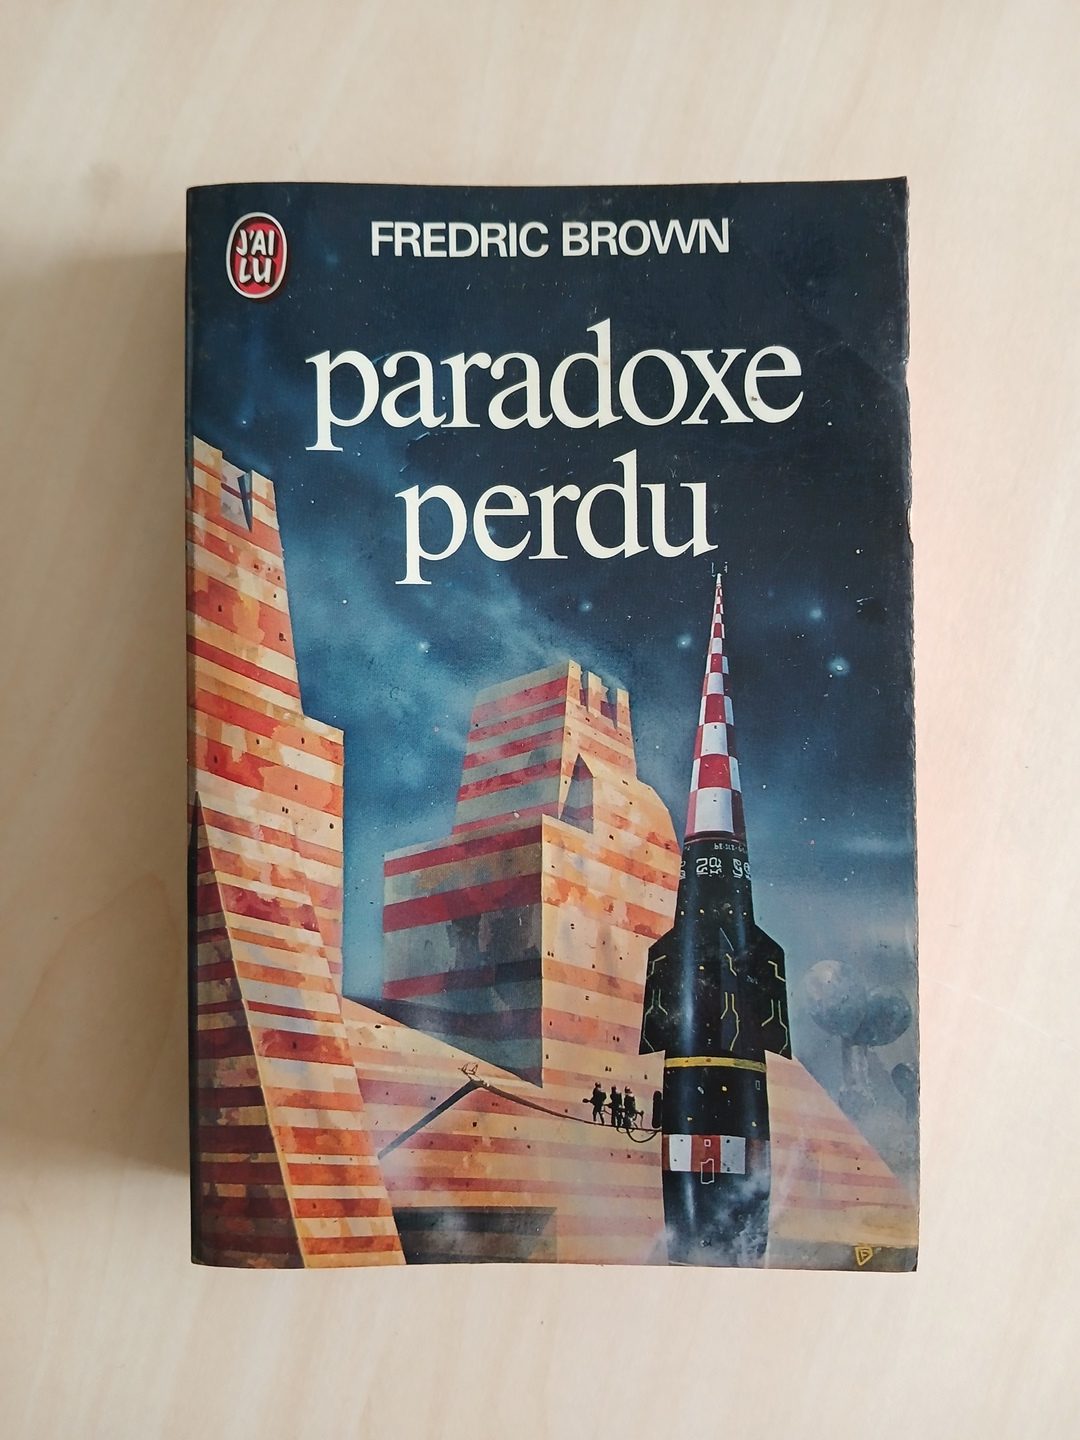 J'AI
LU
FREDRIC BROWN
paradoxe
perdu